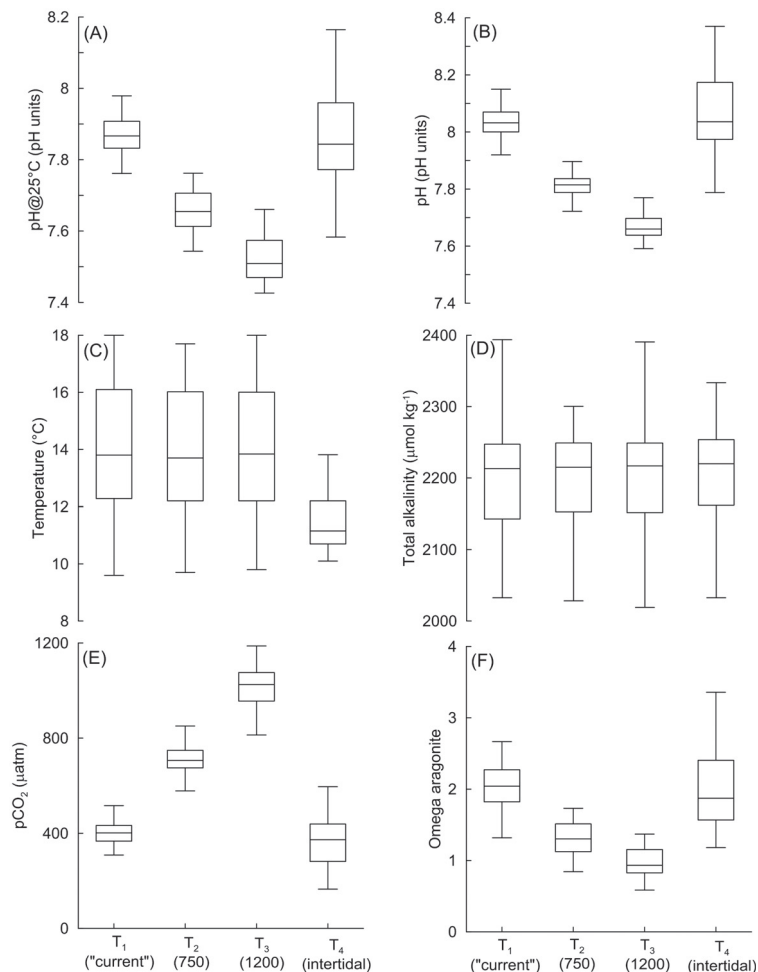 (A)
pH@25°C (pH units)
8.2
8
7.8
7.6
7.4
(B)
pH (pH units)
8.4
8.2
8
7.8
7.6
7.4
(C)
Temperature (°C)
18
16
14
12
10
8
(D)
Total alkalinity (µmol kg⁻¹)
2400
2300
2200
2100
2000
(E)
pCO₂ (µatm)
1200
800
400
0
T₁ T₂ T₃ T₄
("current") (750) (1200) (intertidal)
(F)
Omega aragonite
4
3
2
1
0
T₁ T₂ T₃ T₄
("current") (750) (1200) (intertidal)